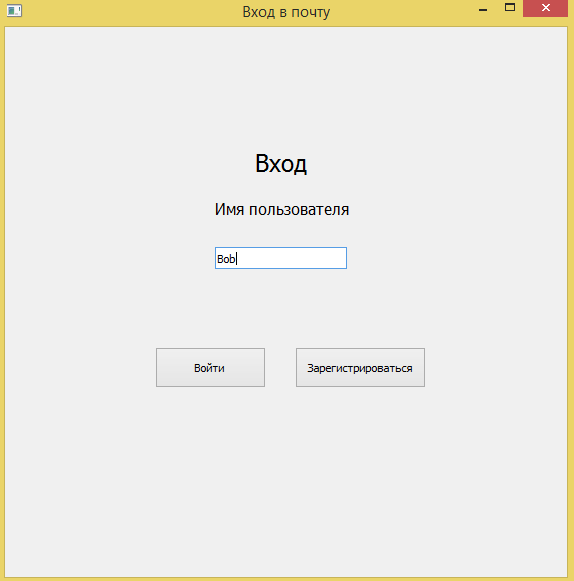 Вход в почту
Вход
Имя пользователя
Bob
Войти
Зарегистрироваться